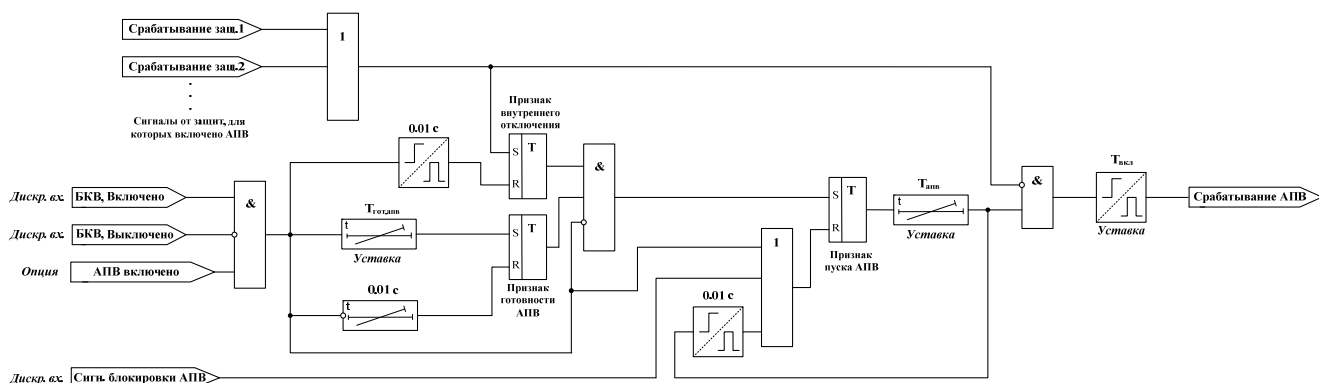 Срабатывание защ.1
1
Срабатывание защ.2
Сигналы от защит, для
которых включено АПВ
Признак
внутреннего
отключения
0.01 с
S T
R
&
Дискр. вх. БКВ, Включено
&
Дискр. вх. БКВ, Выключено
Опция АПВ включено
Tгот,апв
t
Уставка
S T
R
Признак
готовности
АПВ
0.01 с
t
1
0.01 с
S T
R
Признак
пуска АПВ
Tапв
t
Уставка
&
Tвкл
Уставка
Срабатывание АПВ
Дискр. вх. Сигн. блокировки АПВ